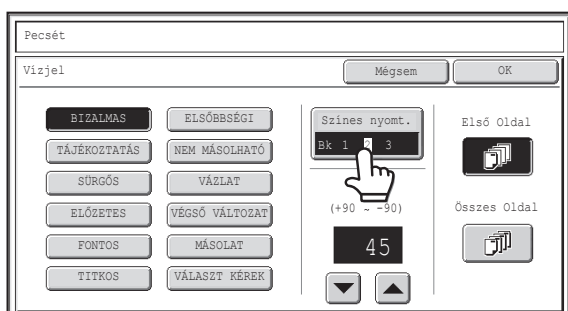 Pecsét
Vízjel
Mégsem
OK
BIZALMAS
ELSŐBBSÉGI
TÁJÉKOZTATÁS
NEM MÁSOLHATÓ
SÜRGŐS
VÁZLAT
ELŐZETES
VÉGSŐ VÁLTOZAT
FONTOS
MÁSOLAT
TITKOS
VÁLASZT KÉREK
Színes nyomt.
Bk 1 2 3
(+90 ~ -90)
45
Első Oldal
Összes Oldal